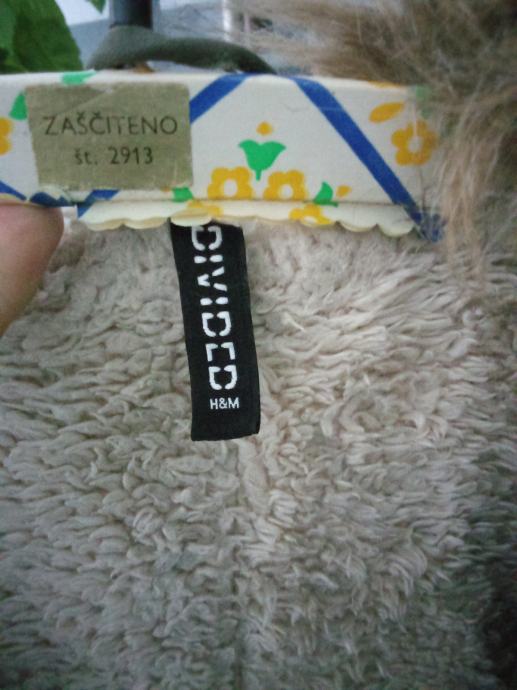 ZAŠČITENO
št. 2913
DIVIDED
H&M